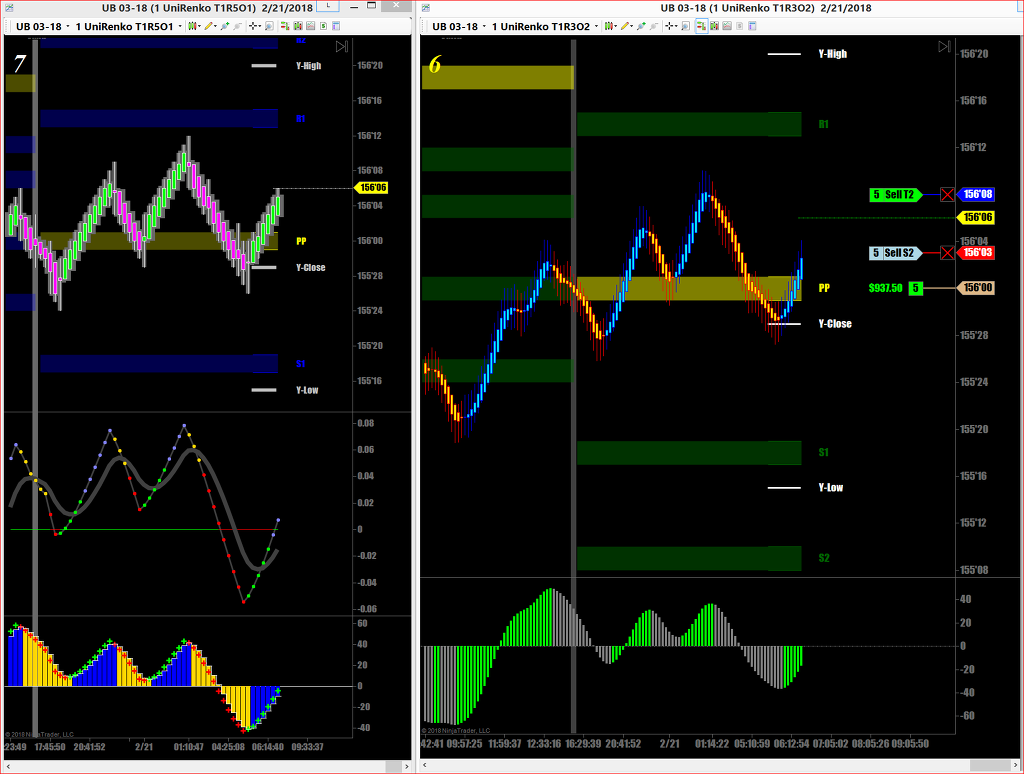 UB 03-18 (1 UniRenko T1R5O1) 2/21/2018
UB 03-18 1 UniRenko T1R5O1
7
Y-High
R1
PP
Y-Close
S1
Y-Low
156'20
156'16
156'12
156'08
156'06
156'04
156'00
155'28
155'24
155'20
155'16
0.08
0.06
0.04
0.02
0
-0.02
-0.04
-0.06
60
40
20
0
-20
-40
© 2018 NinjaTrader, LLC
:23:49 17:45:50 20:41:52 2/21 01:10:47 04:25:08 06:14:40 09:33:37
UB 03-18 (1 UniRenko T1R3O2) 2/21/2018
UB 03-18 1 UniRenko T1R3O2
6
Y-High
R1
PP
Y-Close
S1
Y-Low
S2
5 Sell T2
5 Sell S2
$937.50 5
156'20
156'16
156'12
156'08
156'06
156'04
156'03
156'00
155'28
155'24
155'20
155'16
155'12
155'08
40
20
0
-20
-40
-60
© 2018 NinjaTrader, LLC
:42:41 09:57:25 11:59:37 12:33:16 16:29:39 20:41:52 2/21 01:14:22 05:10:59 06:12:54 07:05:02 08:05:26 09:05:50